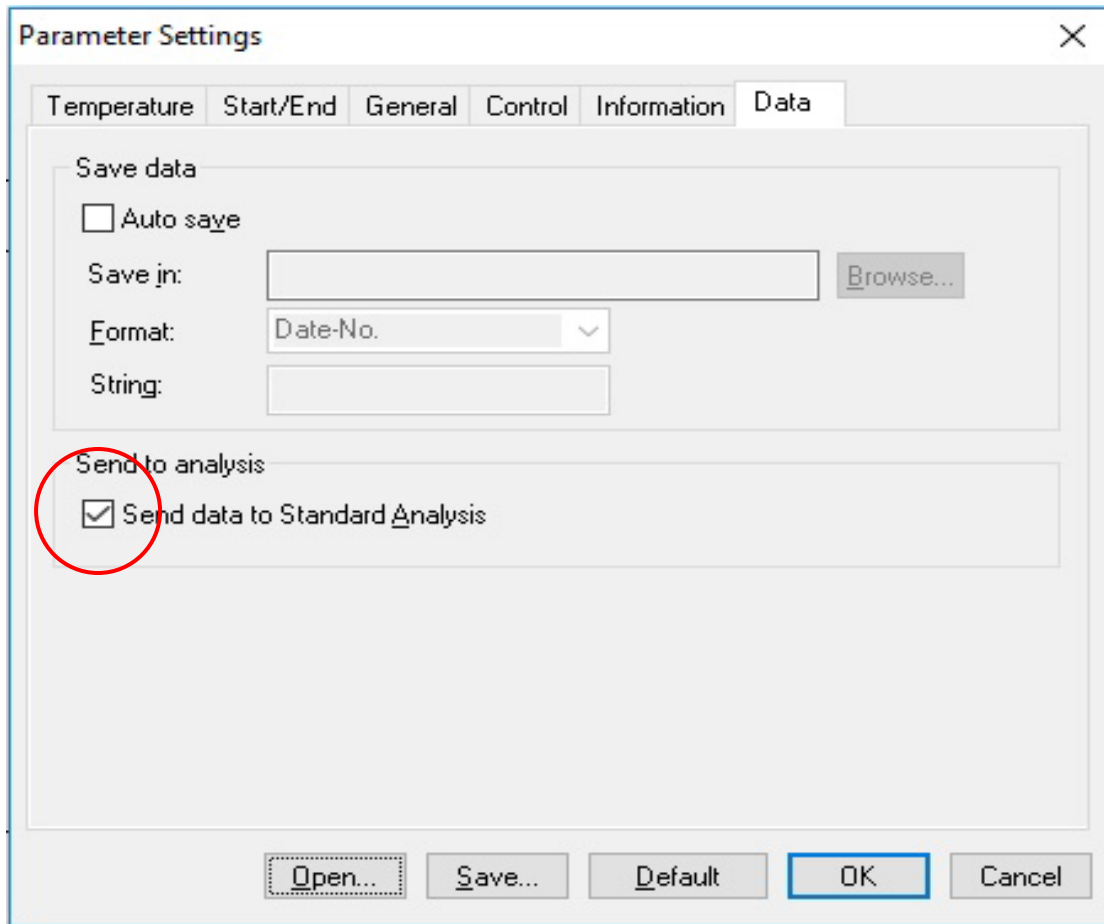 Parameter Settings
Temperature Start/End General Control Information Data
Save data
Auto save
Save in: Browse...
Format: Date-No.
String:
Send to analysis
Send data to Standard Analysis
Open... Save... Default OK Cancel